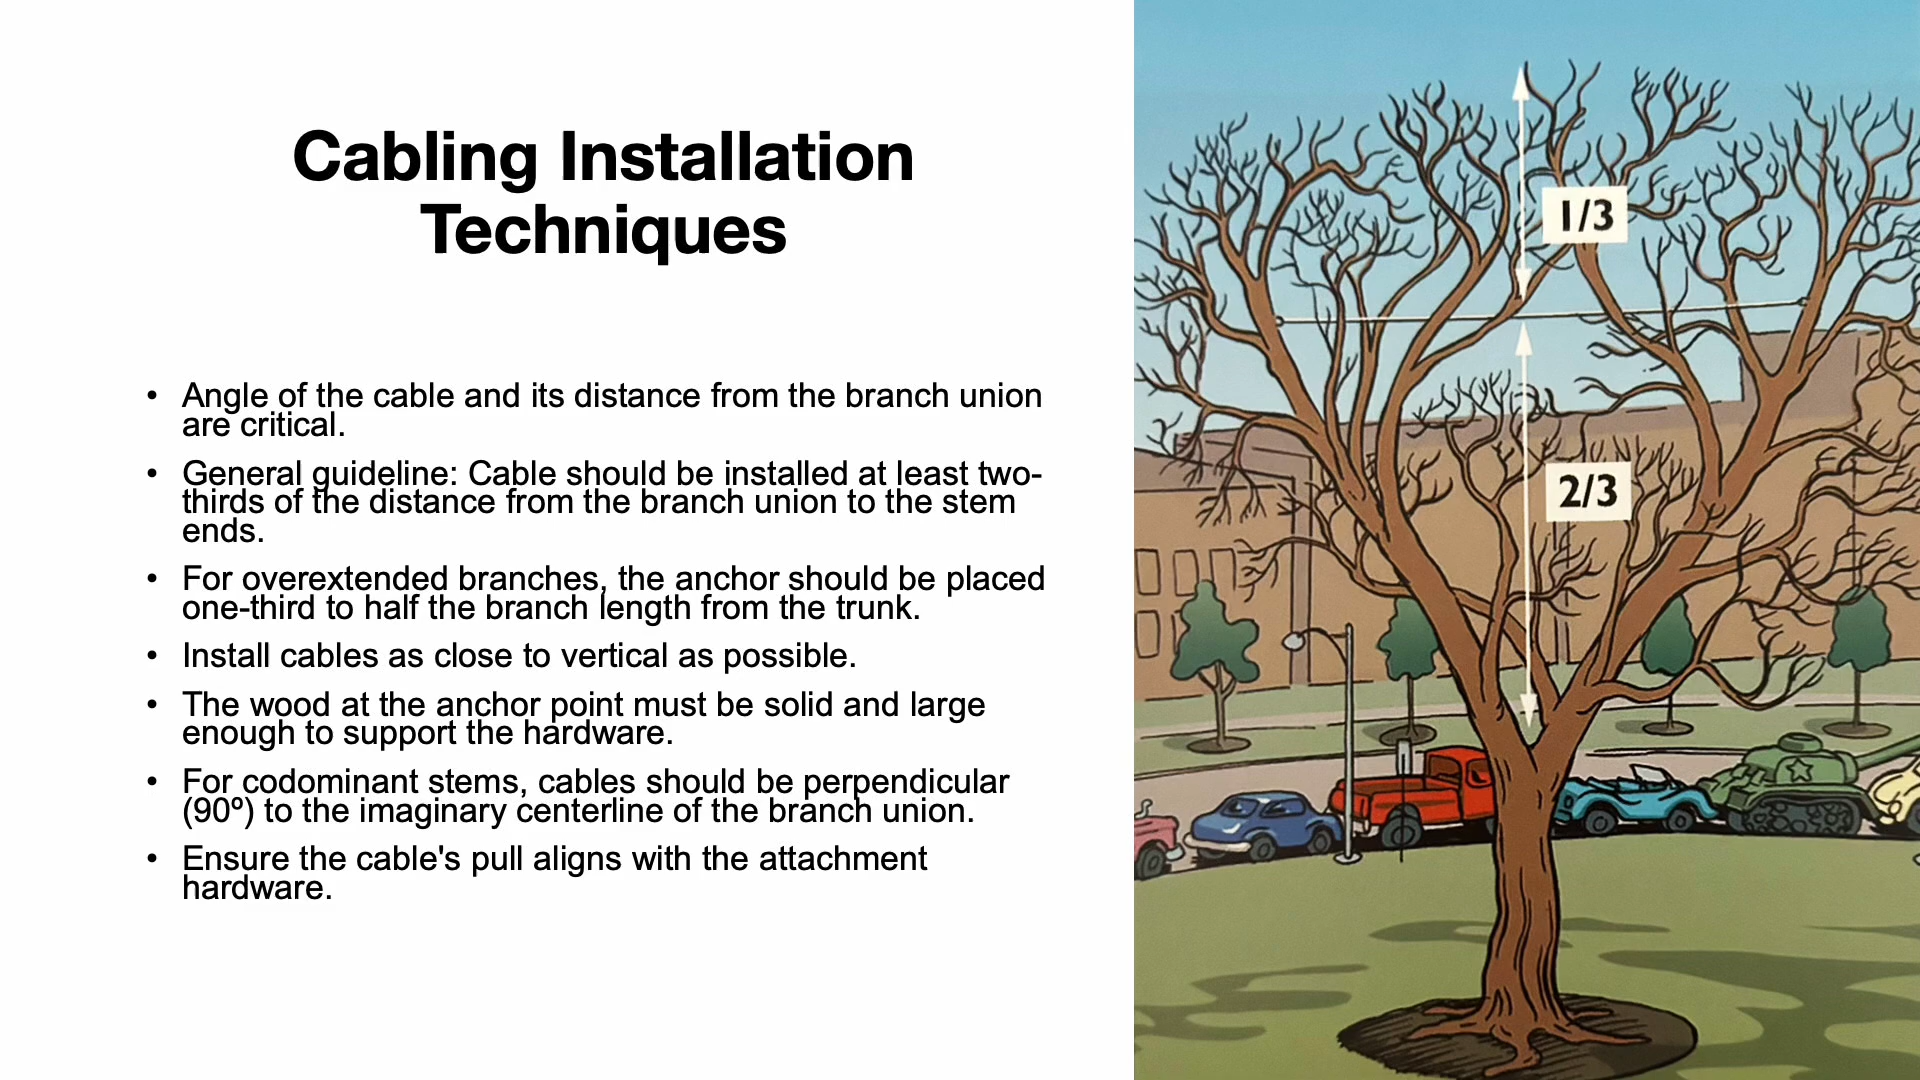 Cabling Installation
Techniques
• Angle of the cable and its distance from the branch union
are critical.
• General guideline: Cable should be installed at least two-
thirds of the distance from the branch union to the stem
ends.
• For overextended branches, the anchor should be placed
one-third to half the branch length from the trunk.
• Install cables as close to vertical as possible.
• The wood at the anchor point must be solid and large
enough to support the hardware.
• For codominant stems, cables should be perpendicular
(90º) to the imaginary centerline of the branch union.
• Ensure the cable's pull aligns with the attachment
hardware.
1/3
2/3